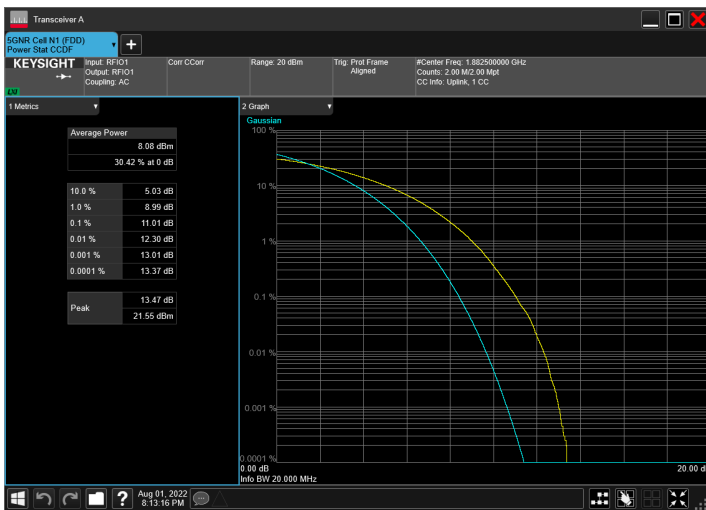 Transceiver A
5GNR Cell N1 (FDD)
Power Stat CCDF
KEYSIGHT
LXI
Input: RFIO1
Output: RFIO1
Coupling: AC
Corr CCorr
Range: 20 dBm
Trig: Prot Frame
Aligned
#Center Freq: 1.882500000 GHz
Counts: 2.00 M/2.00 Mpt
CC Info: Uplink, 1 CC
1 Metrics
Average Power
8.08 dBm
30.42 % at 0 dB
10.0 % 5.03 dB
1.0 % 8.99 dB
0.1 % 11.01 dB
0.01 % 12.30 dB
0.001 % 13.01 dB
0.0001 % 13.37 dB
Peak
13.47 dB
21.55 dBm
2 Graph
Gaussian
100 %
10 %
1 %
0.1 %
0.01 %
0.001 %
0.0001 %
0.00 dB
20.00 d
Info BW 20.000 MHz
?
Aug 01, 2022
8:13:16 PM